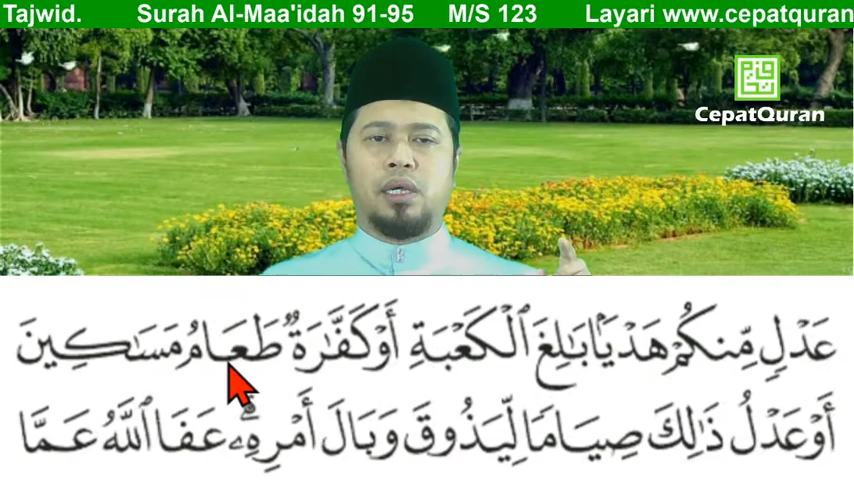 Tajwid. Surah Al-Maa'idah 91-95 M/S 123 Layari www.cepatquran
CepatQuran
عَدۡلٖ مِّنكُمۡ هَدۡيَۢا بَٰلِغَ ٱلۡكَعۡبَةِ أَوۡ كَفَّٰرَةٞ طَعَامُ مَسَٰكِينَ
أَوۡ عَدۡلُ ذَٰلِكَ صِيَامٗا لِّيَذُوقَ وَبَالَ أَمۡرِهِۦۗ عَفَا ٱللَّهُ عَمَّا